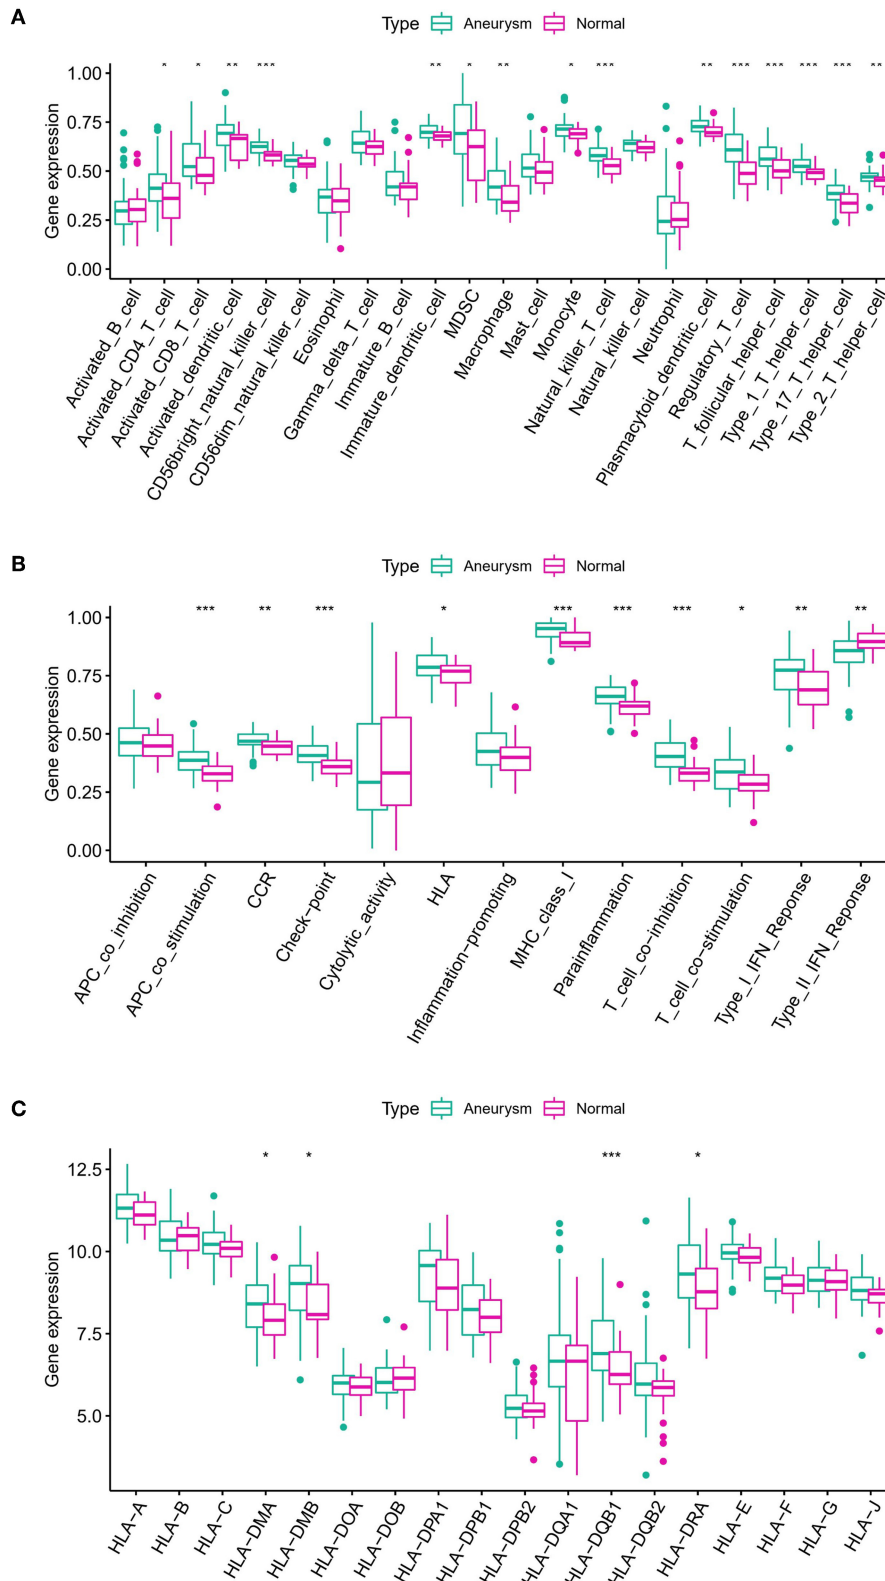 A
Type Aneurysm Normal
* * ** *** ** * ** * *** ** *** *** *** *** **
1.00
0.75
0.50
0.25
0.00
Gene expression
Activated_B_cell
Activated_CD4_T_cell
Activated_CD8_T_cell
Activated_dendritic_cell
CD56bright_natural_killer_cell
CD56dim_natural_killer_cell
Eosinophil
Gamma_delta_T_cell
Immature_B_cell
Immature_dendritic_cell
MDSC
Macrophage
Mast_cell
Monocyte
Natural_killer_T_cell
Natural_killer_cell
Neutrophil
Plasmacytoid_dendritic_cell
Regulatory_T_cell
T_follicular_helper_cell
Type_1_T_helper_cell
Type_17_T_helper_cell
Type_2_T_helper_cell
B
Type Aneurysm Normal
*** ** *** * *** *** *** * ** **
1.00
0.75
0.50
0.25
0.00
Gene expression
APC_co_inhibition
APC_co_stimulation
CCR
Check-point
Cytolytic_activity
HLA
Inflammation-promoting
MHC_class_I
Parainflammation
T_cell_co-inhibition
T_cell_co-stimulation
Type_I_IFN_Reponse
Type_II_IFN_Reponse
C
Type Aneurysm Normal
* * *** *
12.5
10.0
7.5
5.0
Gene expression
HLA-A
HLA-B
HLA-C
HLA-DMA
HLA-DMB
HLA-DOA
HLA-DOB
HLA-DPA1
HLA-DPB1
HLA-DPB2
HLA-DQA1
HLA-DQB1
HLA-DQB2
HLA-DRA
HLA-E
HLA-F
HLA-G
HLA-J